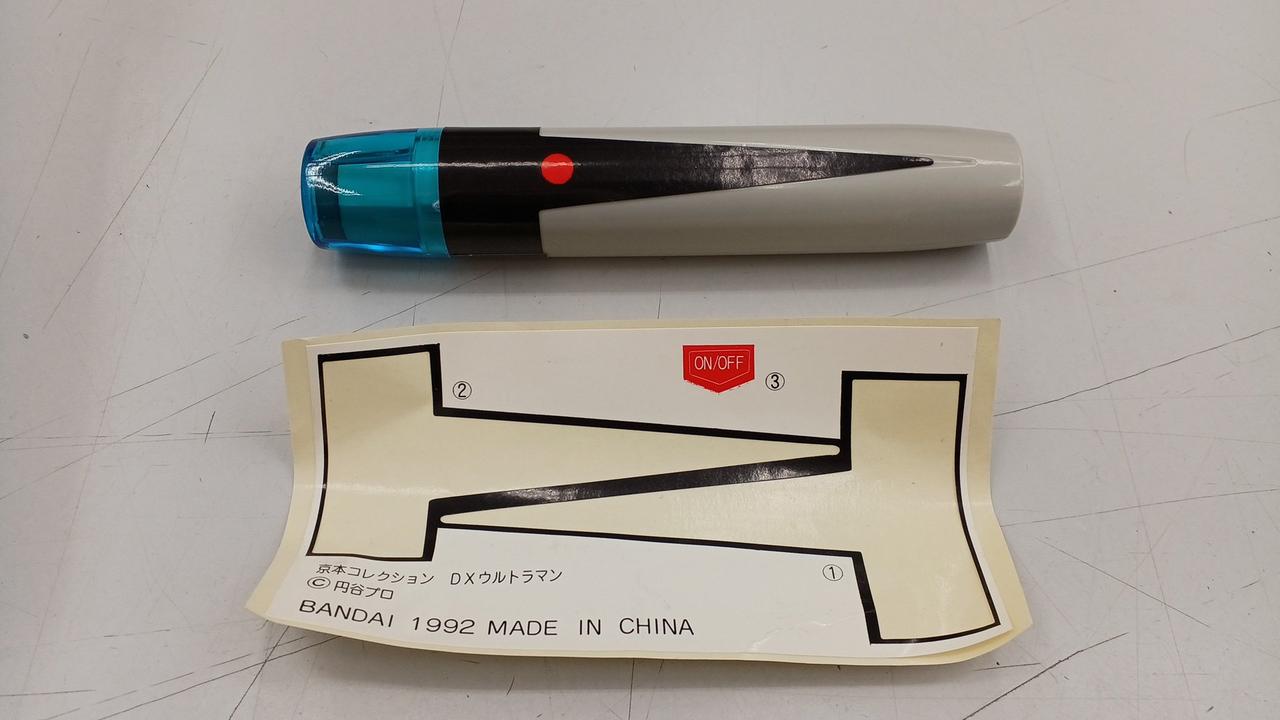 ON/OFF
②
③
①
京本コレクション DXウルトラマン
© 円谷プロ
BANDAI 1992 MADE IN CHINA